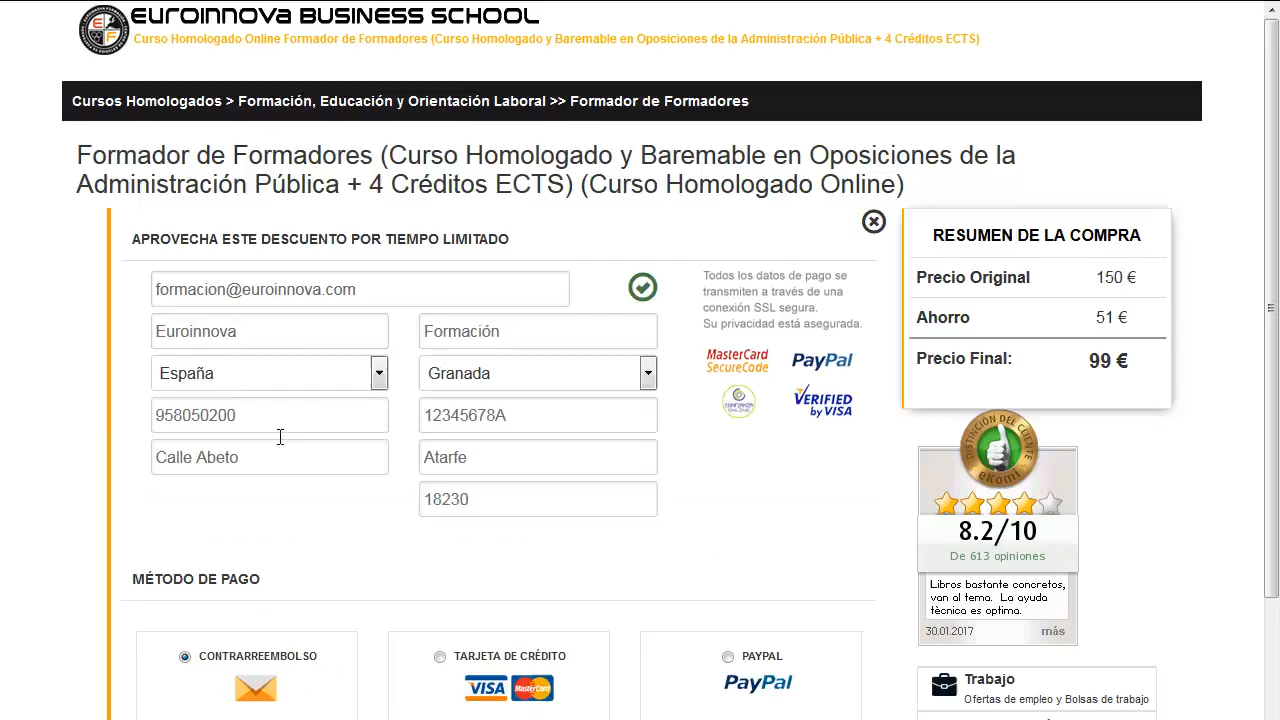 EUROINNOVA BUSINESS SCHOOL
Curso Homologado Online Formador de Formadores (Curso Homologado y Baremable en Oposiciones de la Administración Pública + 4 Créditos ECTS)
Cursos Homologados > Formación, Educación y Orientación Laboral >> Formador de Formadores
Formador de Formadores (Curso Homologado y Baremable en Oposiciones de la
Administración Pública + 4 Créditos ECTS) (Curso Homologado Online)
APROVECHA ESTE DESCUENTO POR TIEMPO LIMITADO
formacion@euroinnova.com
Euroinnova Formación
España Granada
958050200 12345678A
Calle Abeto Atarfe
18230
Todos los datos de pago se
transmiten a través de una
conexión SSL segura.
Su privacidad está asegurada.
MasterCard
SecureCode
PayPal
CONFIANZA
ONLINE
VERIFIED
by VISA
MÉTODO DE PAGO
CONTRARREEMBOLSO
TARJETA DE CRÉDITO
VISA MasterCard
PAYPAL
PayPal
RESUMEN DE LA COMPRA
Precio Original 150 €
Ahorro 51 €
Precio Final: 99 €
DISTINCIÓN DEL CLIENTE
eKomi
8.2/10
De 613 opiniones
Libros bastante concretos,
van al tema. La ayuda
tècnica es optima.
30.01.2017 más
Trabajo
Ofertas de empleo y Bolsas de trabajo